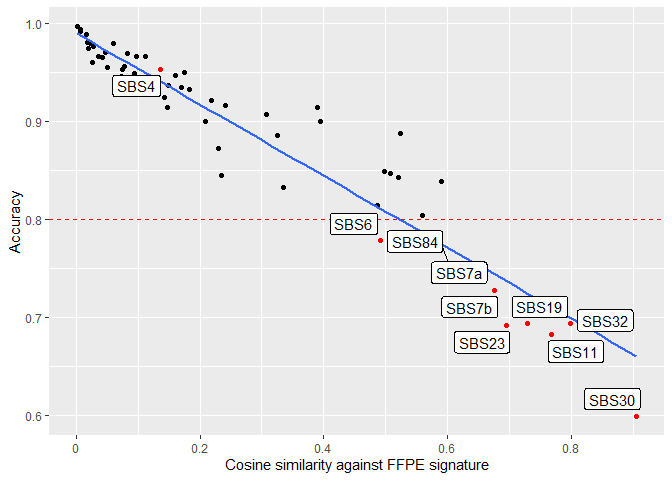 1.0
0.9
0.8
0.7
0.6
Accuracy
SBS4
SBS6
SBS84
SBS7a
SBS7b
SBS19
SBS32
SBS23
SBS11
SBS30
0
0.2
0.4
0.6
0.8
Cosine similarity against FFPE signature